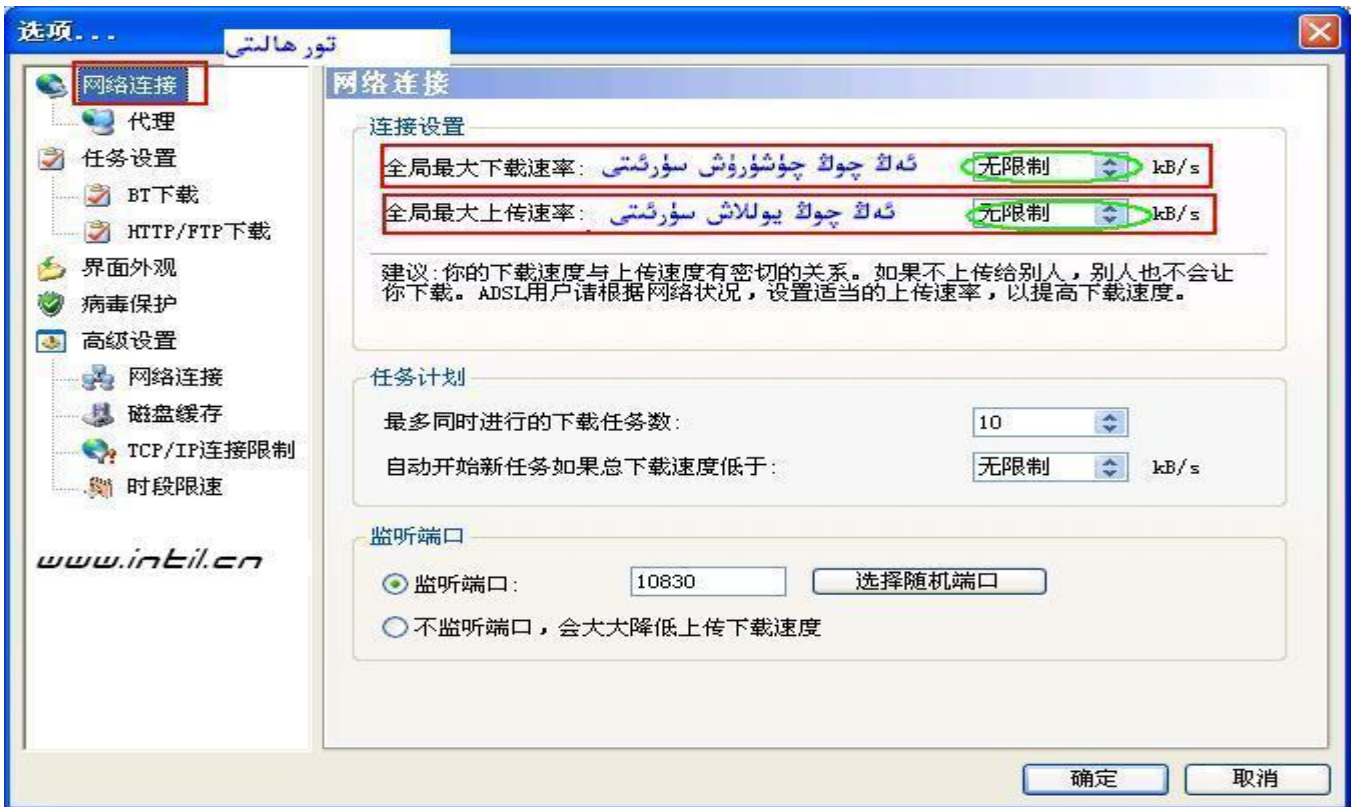 选项...
تور ھالىتى
网络连接
代理
任务设置
BT下载
HTTP/FTP下载
界面外观
病毒保护
高级设置
网络连接
磁盘缓存
TCP/IP连接限制
时段限速
www.intil.cn
网络连接
连接设置
全局最大下载速率: ئەڭ چوڭ چۈشۈرۈش سۈرئىتى 无限制 kB/s
全局最大上传速率: ئەڭ چوڭ يوللاش سۈرئىتى 无限制 kB/s
建议:你的下载速度与上传速度有密切的关系。如果不上传给别人，别人也不会让
你下载。ADSL用户请根据网络状况，设置适当的上传速率，以提高下载速度。
任务计划
最多同时进行的下载任务数: 10
自动开始新任务如果总下载速度低于: 无限制 kB/s
监听端口
监听端口: 10830 选择随机端口
不监听端口，会大大降低上传下载速度
确定 取消